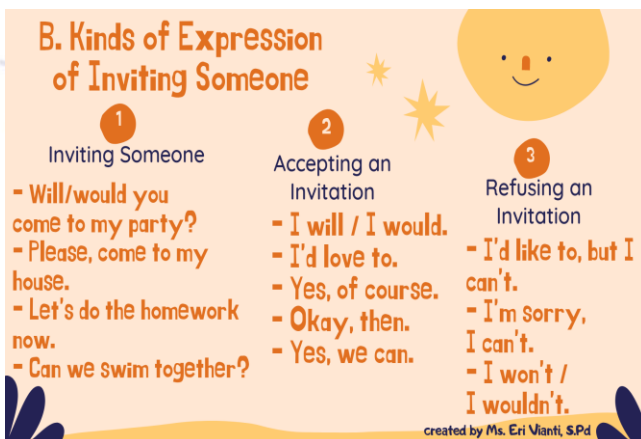 B. Kinds of Expression
of Inviting Someone
1
Inviting Someone
- Will/would you
come to my party?
- Please, come to my
house.
- Let's do the homework
now.
- Can we swim together?
2
Accepting an
Invitation
- I will / I would.
- I'd love to.
- Yes, of course.
- Okay, then.
- Yes, we can.
3
Refusing an
Invitation
- I'd like to, but I
can't.
- I'm sorry,
I can't.
- I won't /
I wouldn't.
created by Ms. Eri Vianti, S.Pd